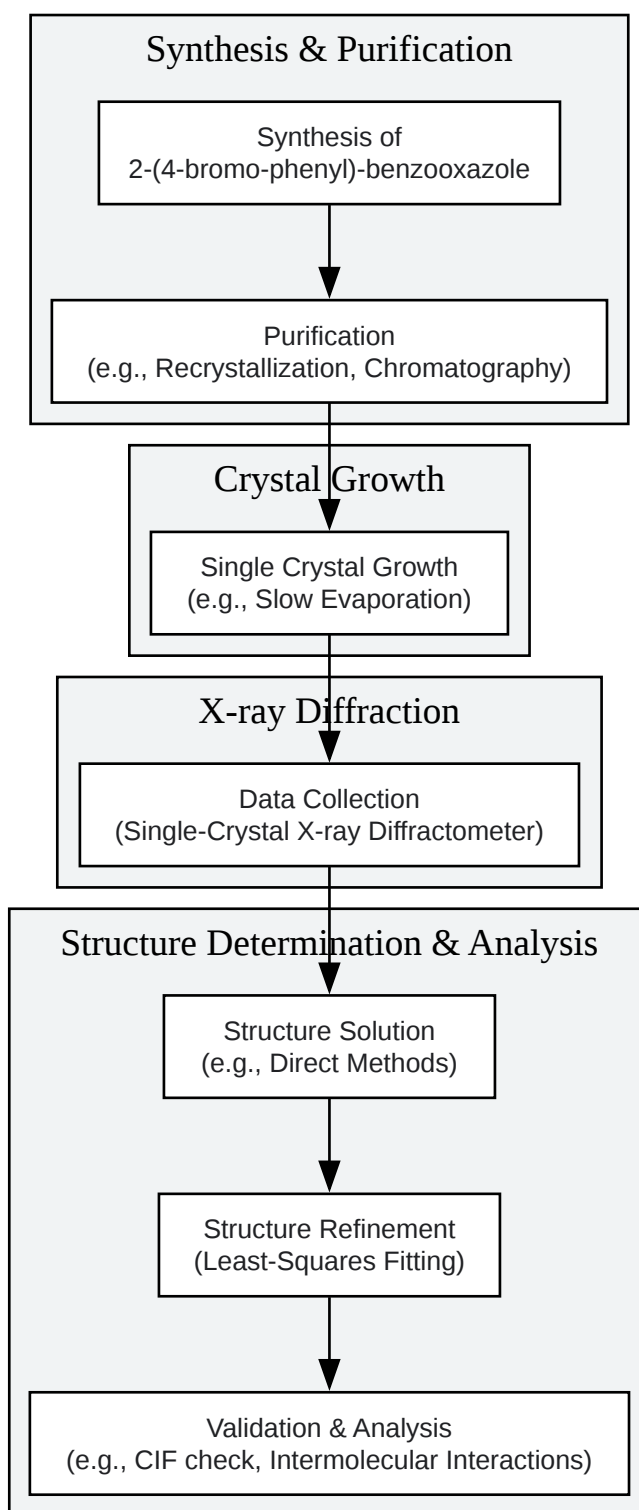 Synthesis & Purification
Synthesis of
2-(4-bromo-phenyl)-benzooxazole
Purification
(e.g., Recrystallization, Chromatography)
Crystal Growth
Single Crystal Growth
(e.g., Slow Evaporation)
X-ray Diffraction
Data Collection
(Single-Crystal X-ray Diffractometer)
Structure Determination & Analysis
Structure Solution
(e.g., Direct Methods)
Structure Refinement
(Least-Squares Fitting)
Validation & Analysis
(e.g., CIF check, Intermolecular Interactions)